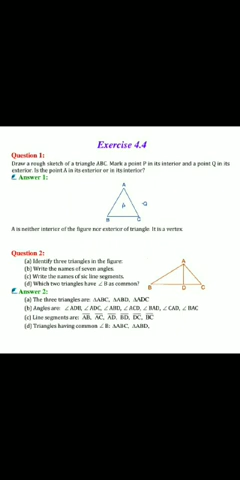 Exercise 4.4
Question 1:
Draw a rough sketch of a triangle ABC. Mark a point P in its interior and a point Q in its
exterior. Is the point A in its exterior or in its interior?
Answer 1:
A
P
Q
B
C
A is neither interior of the figure nor exterior of triangle. It is a vertex.
Question 2:
(a) Identify three triangles in the figure:
(b) Write the names of seven angles.
(c) Write the names of sic line segments.
(d) Which two triangles have ∠B as common?
A
B
D
C
Answer 2:
(a) The three triangles are: ΔABC, ΔABD, ΔADC
(b) Angles are: ∠ADB, ∠ADC, ∠ABD, ∠ACD, ∠BAD, ∠CAD, ∠BAC
(c) Line segments are: AB, AC, AD, BD, DC, BC
(d) Triangles having common ∠B: ΔABC, ΔABD,